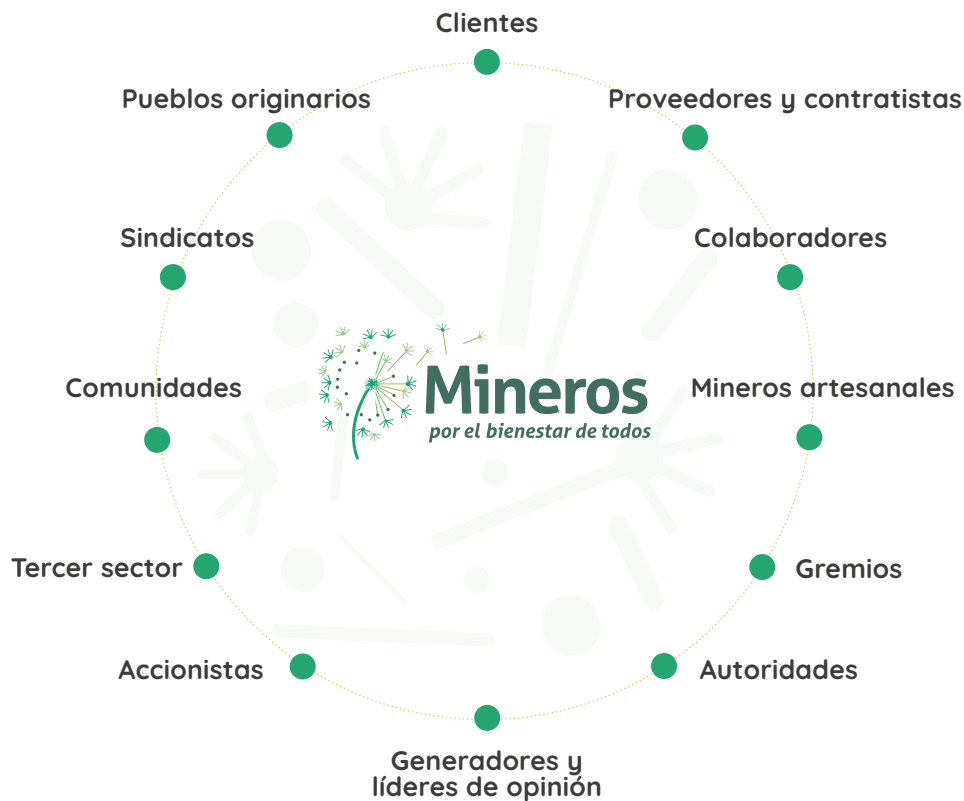 Clientes
Pueblos originarios
Proveedores y contratistas
Sindicatos
Colaboradores
Comunidades
Mineros
por el bienestar de todos
Mineros artesanales
Tercer sector
Gremios
Accionistas
Autoridades
Generadores y
líderes de opinión